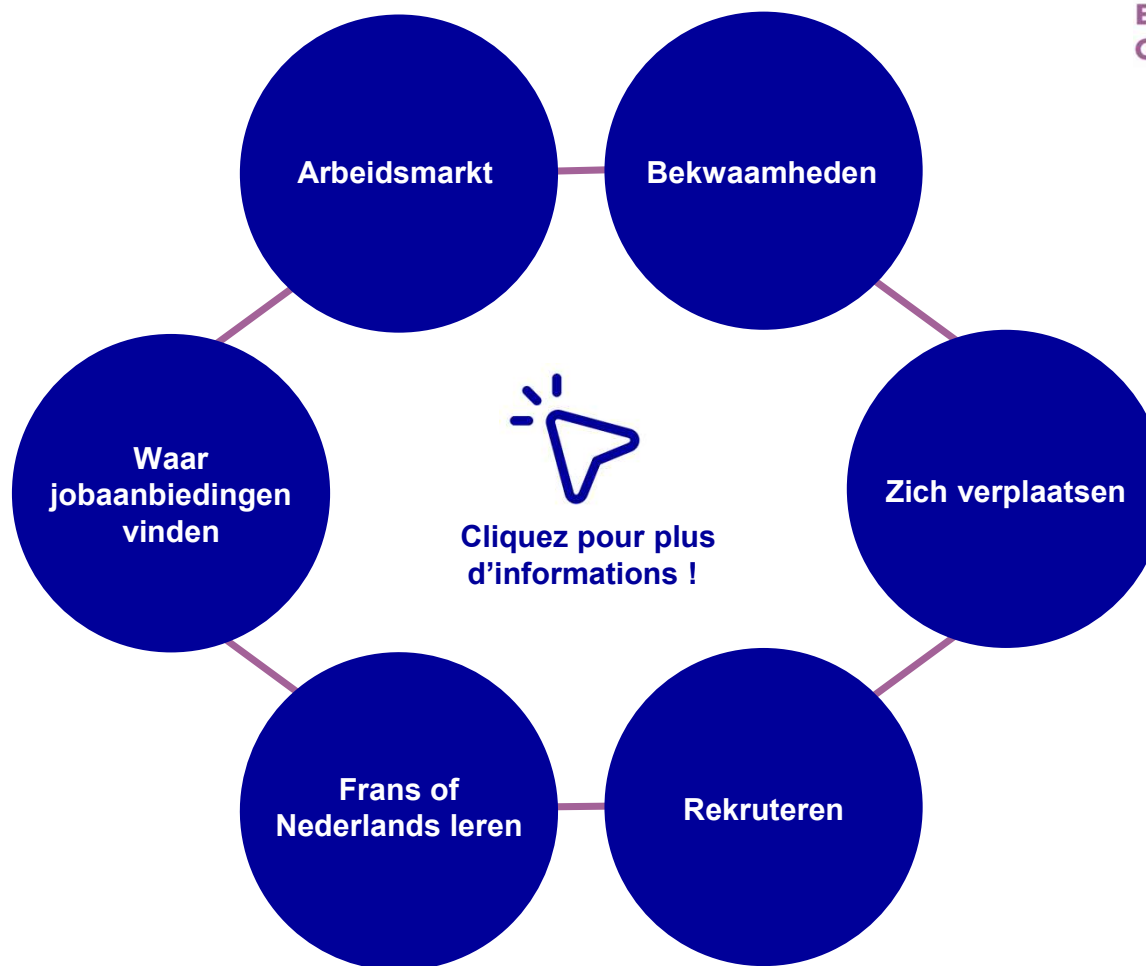 Arbeidsmarkt
Bekwaamheden
Waar
jobaanbiedingen
vinden
Zich verplaatsen
Cliquez pour plus
d’informations !
Frans of
Nederlands leren
Rekruteren